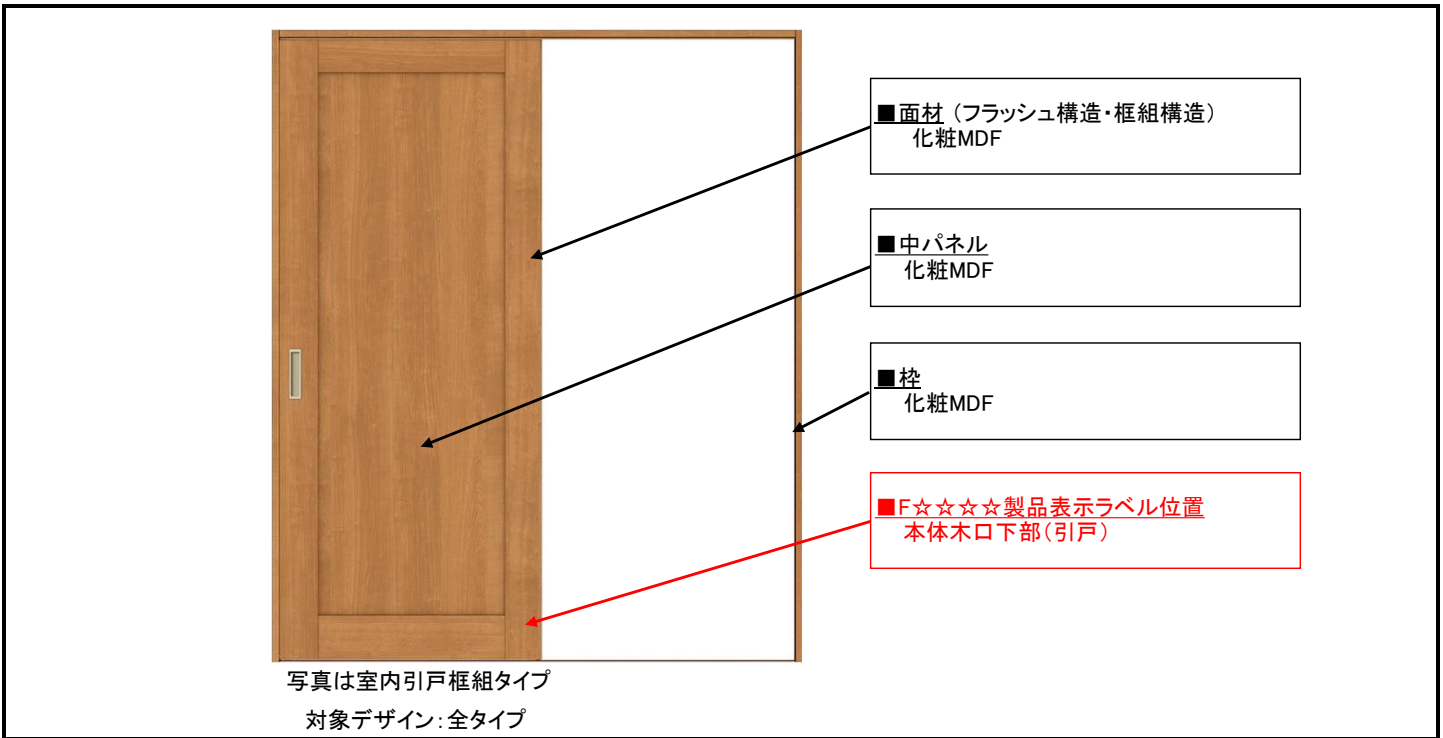 ■面材（フラッシュ構造・框組構造）
化粧MDF
■中パネル
化粧MDF
■枠
化粧MDF
■F☆☆☆☆製品表示ラベル位置
本体木口下部（引戸）
写真は室内引戸框組タイプ
対象デザイン：全タイプ